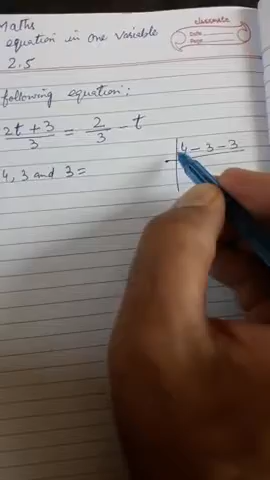 Maths
equation in one variable
2.5
classmate
Date
Page
following equation:
2t + 3 / 3 = 2/3 - t
4 - 3 - 3
4, 3 and 3 =